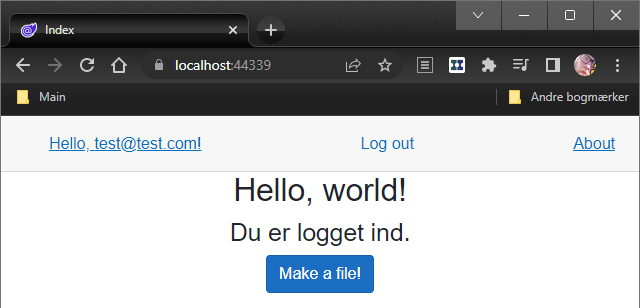 Index
localhost:44339
Main
Andre bogmærker
Hello, test@test.com!
Log out
About
Hello, world!
Du er logget ind.
Make a file!